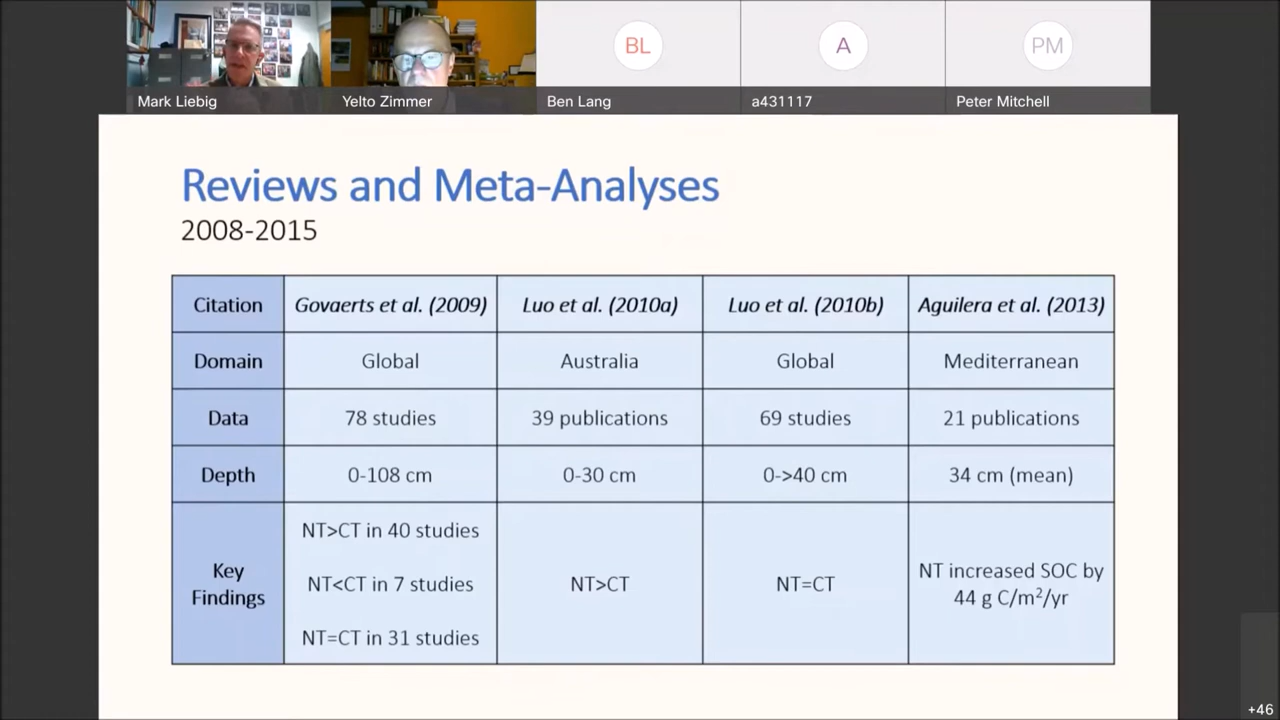 BL
A
PM
Mark Liebig
Yelto Zimmer
Ben Lang
a431117
Peter Mitchell
Reviews and Meta-Analyses
2008-2015
Citation
Govaerts et al. (2009)
Luo et al. (2010a)
Luo et al. (2010b)
Aguilera et al. (2013)
Domain
Global
Australia
Global
Mediterranean
Data
78 studies
39 publications
69 studies
21 publications
Depth
0-108 cm
0-30 cm
0->40 cm
34 cm (mean)
Key
Findings
NT>CT in 40 studies
NT<CT in 7 studies
NT=CT in 31 studies
NT>CT
NT=CT
NT increased SOC by
44 g C/m²/yr
+46